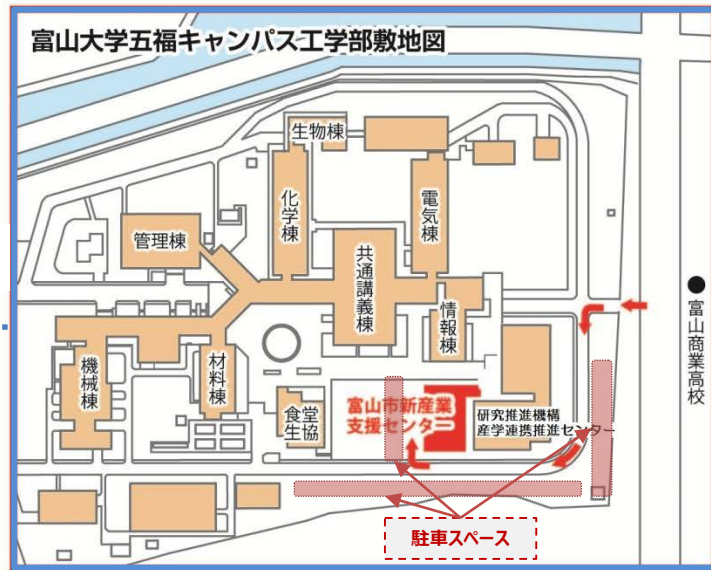 富山大学五福キャンパス工学部敷地図
生物棟
化学棟
電気棟
管理棟
共通講義棟
情報棟
機械棟
材料棟
食堂
生協
富山市新産業
支援センター
研究推進機構
産学連携推進センター
●富山商業高校
駐車スペース